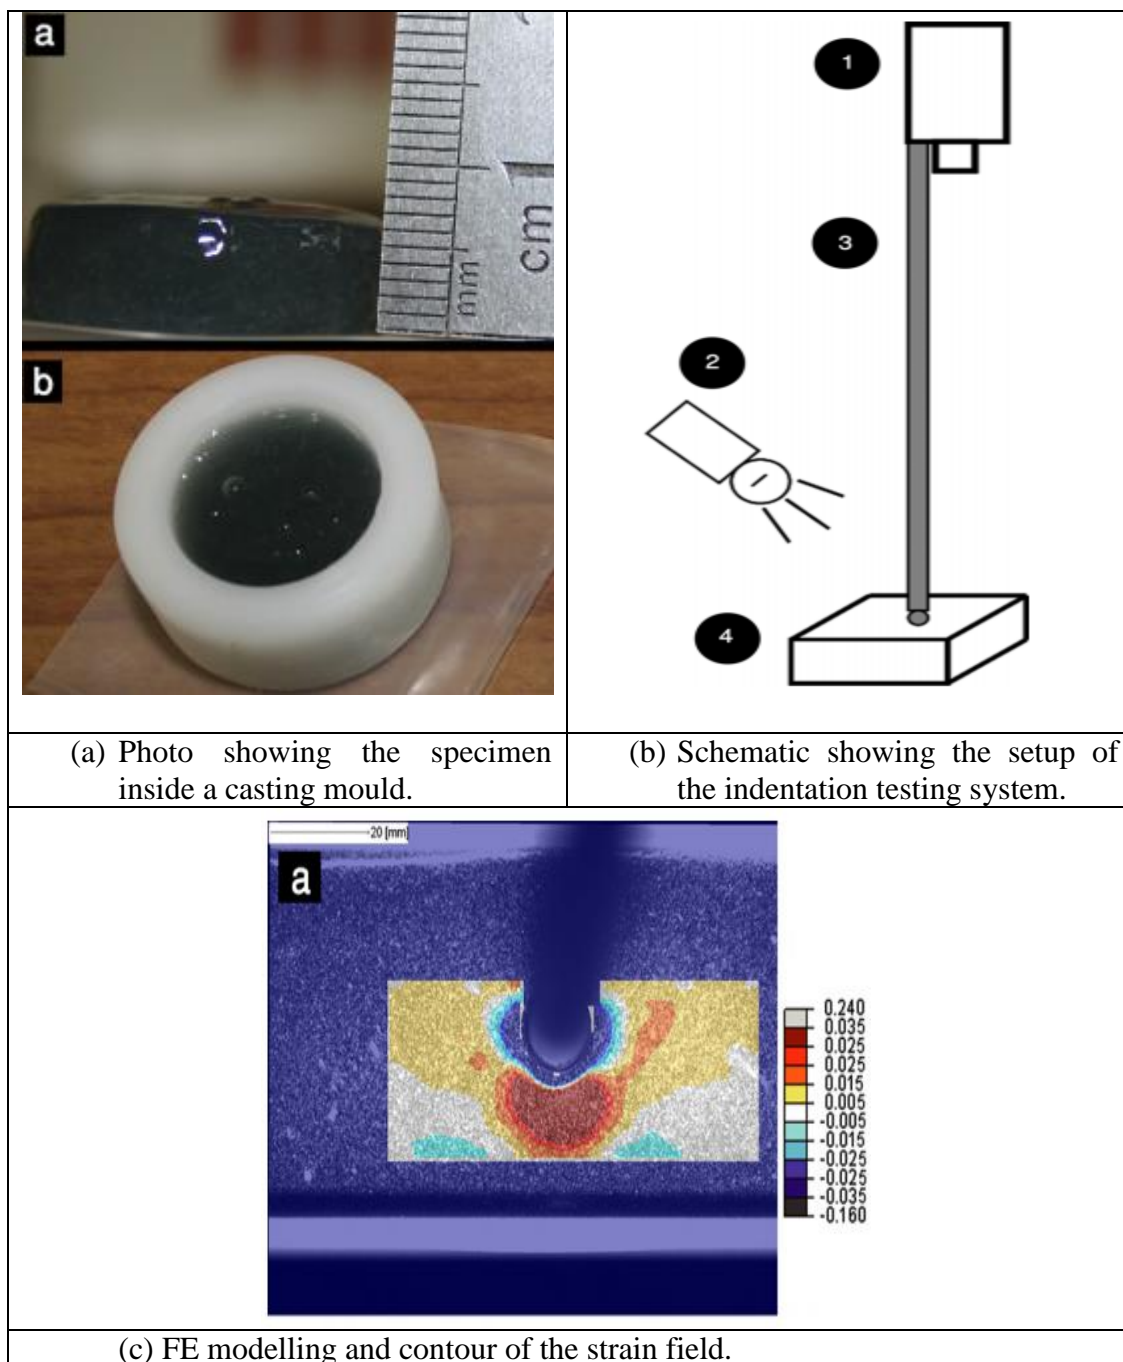 a
mm
cm
b
1
3
2
4
(a) Photo showing the specimen
inside a casting mould.
(b) Schematic showing the setup of
the indentation testing system.
20 [mm]
a
0.240
0.035
0.025
0.025
0.015
0.005
-0.005
-0.015
-0.025
-0.025
-0.035
-0.160
(c) FE modelling and contour of the strain field.